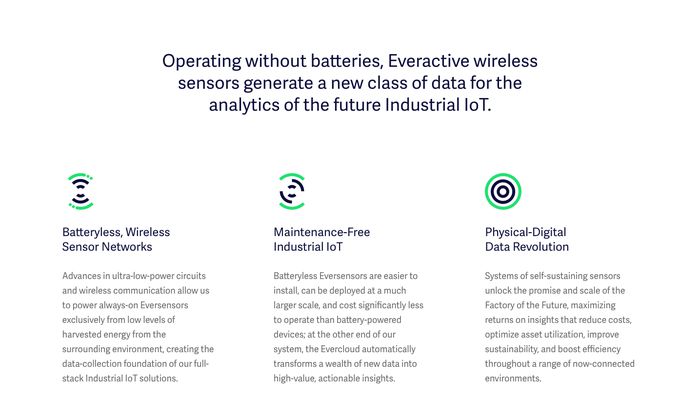 Operating without batteries, Everactive wireless
sensors generate a new class of data for the
analytics of the future Industrial IoT.
Batteryless, Wireless
Sensor Networks
Advances in ultra-low-power circuits
and wireless communication allow us
to power always-on Eversensors
exclusively from low levels of
harvested energy from the
surrounding environment, creating the
data-collection foundation of our full-
stack Industrial IoT solutions.
Maintenance-Free
Industrial IoT
Batteryless Eversensors are easier to
install, can be deployed at a much
larger scale, and cost significantly less
to operate than battery-powered
devices; at the other end of our
system, the Evercloud automatically
transforms a wealth of new data into
high-value, actionable insights.
Physical-Digital
Data Revolution
Systems of self-sustaining sensors
unlock the promise and scale of the
Factory of the Future, maximizing
returns on insights that reduce costs,
optimize asset utilization, improve
sustainability, and boost efficiency
throughout a range of now-connected
environments.